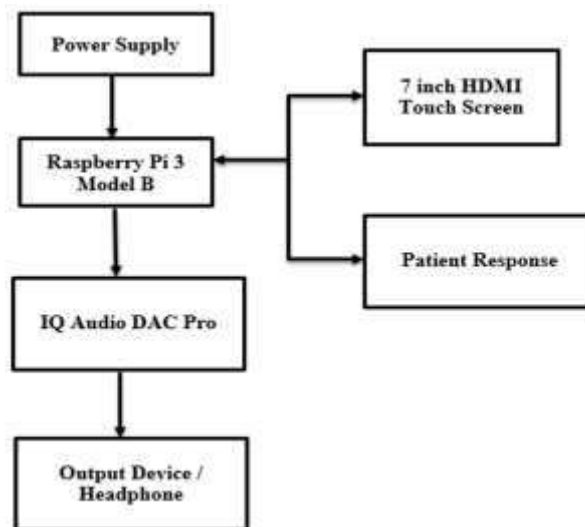 Power Supply
7 inch HDMI
Touch Screen
Raspberry Pi 3
Model B
Patient Response
IQ Audio DAC Pro
Output Device /
Headphone